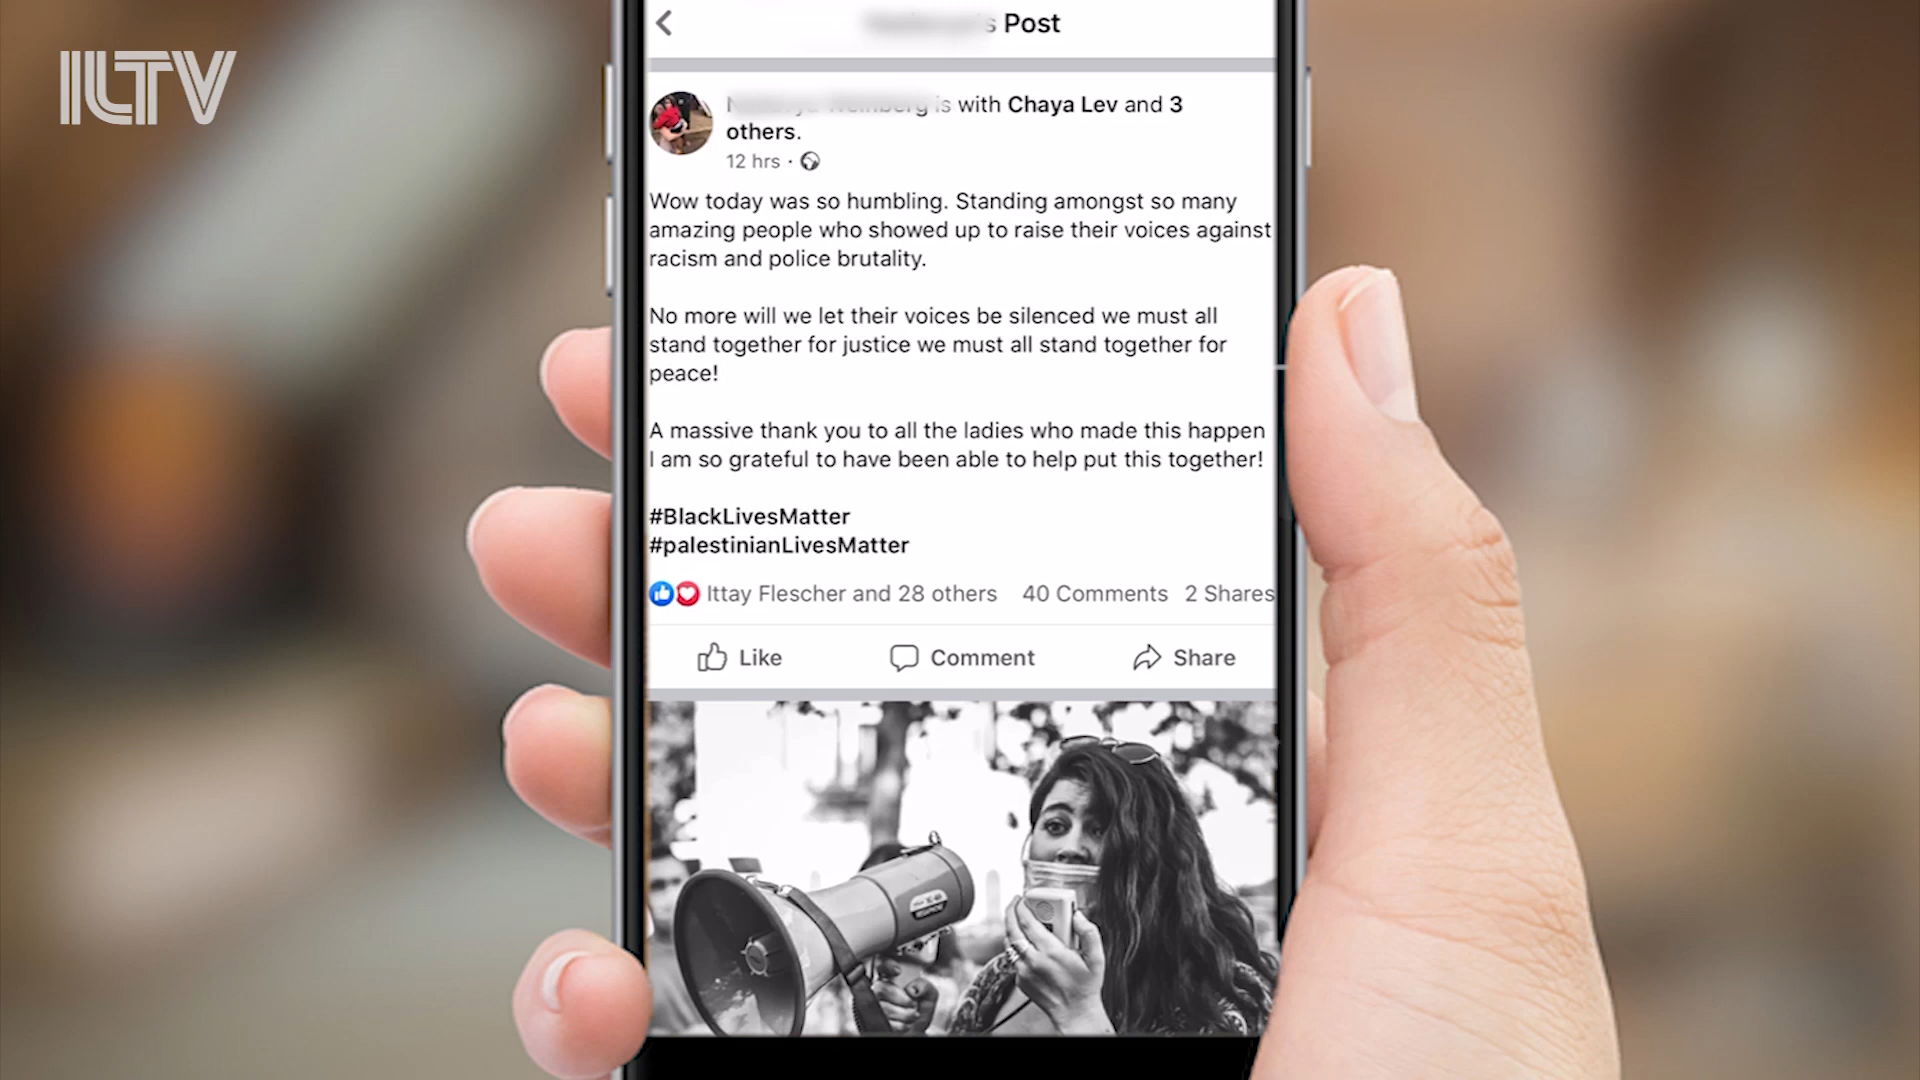 ILTV
s Post
is with Chaya Lev and 3
others.
12 hrs ·
Wow today was so humbling. Standing amongst so many
amazing people who showed up to raise their voices against
racism and police brutality.
No more will we let their voices be silenced we must all
stand together for justice we must all stand together for
peace!
A massive thank you to all the ladies who made this happen
I am so grateful to have been able to help put this together!
#BlackLivesMatter
#palestinianLivesMatter
Ittay Flescher and 28 others 40 Comments 2 Shares
Like Comment Share